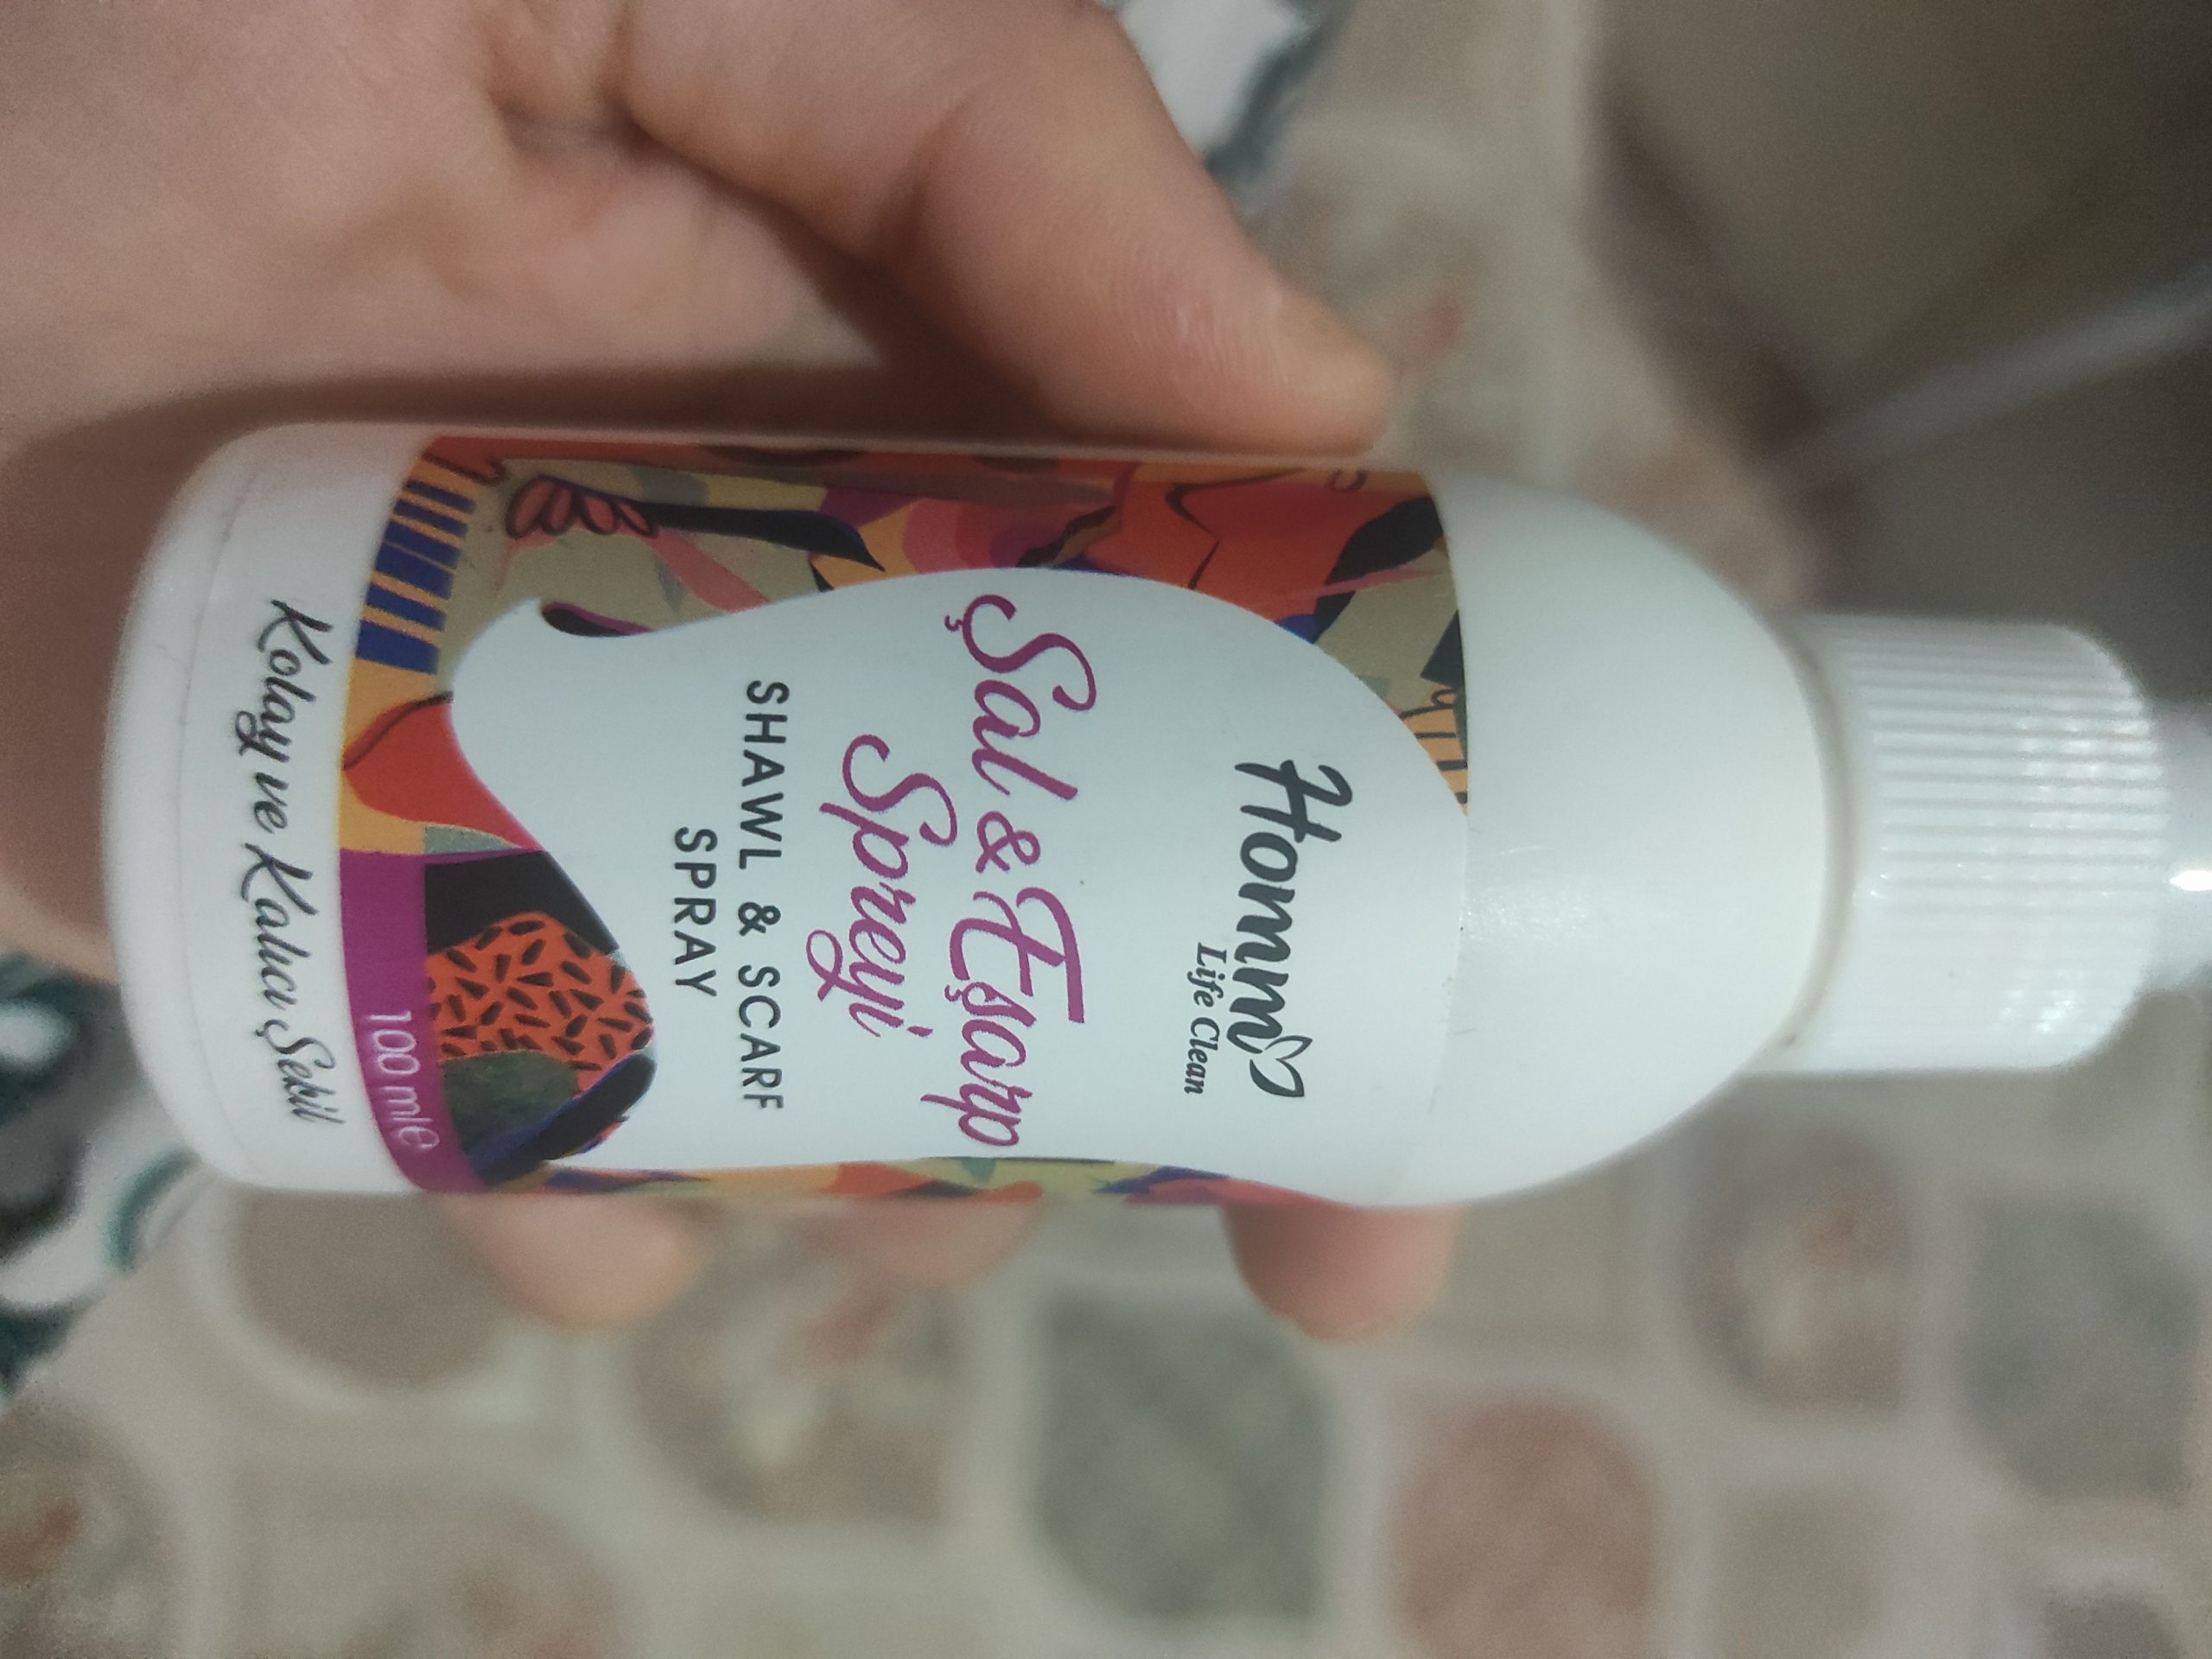 Homm
Life Clean
Şal & Eşarp
Spreyi
SHAWL & SCARF
SPRAY
100 ml e
Kolay ve Kalıcı Şekil